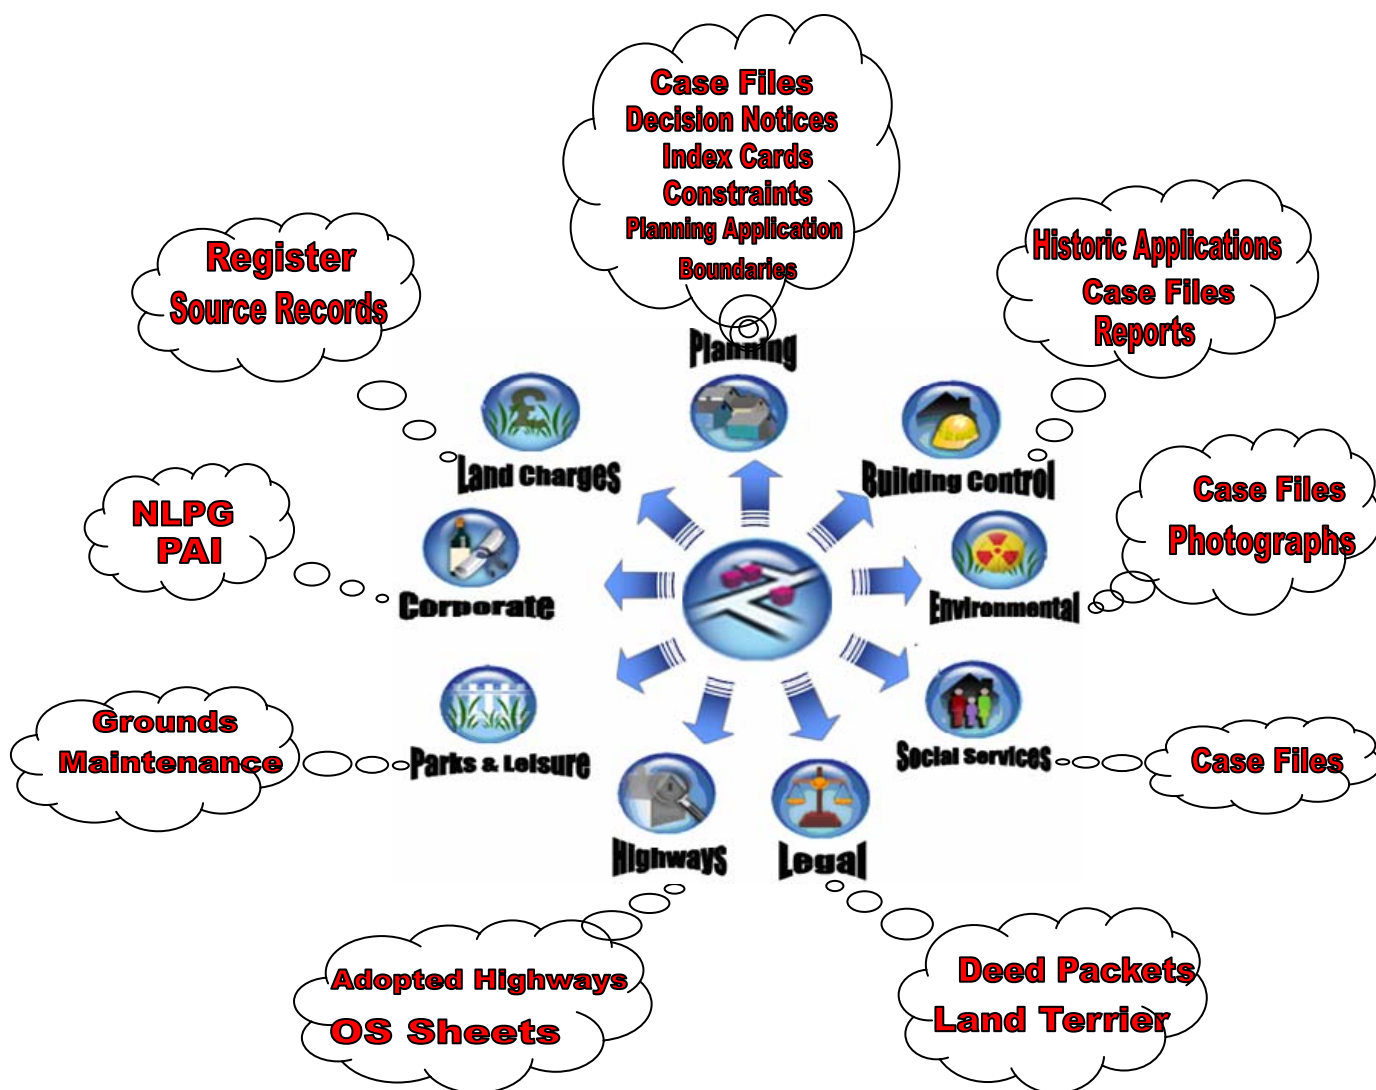 Case Files
Decision Notices
Index Cards
Constraints
Planning Application
Boundaries
Planning
Historic Applications
Case Files
Reports
Building Control
Register
Source Records
Land Charges
NLPG
PAI
Corporate
Case Files
Photographs
Environmental
Grounds
Maintenance
Parks & Leisure
Case Files
Social Services
Highways
Adopted Highways
OS Sheets
Legal
Deed Packets
Land Terrier